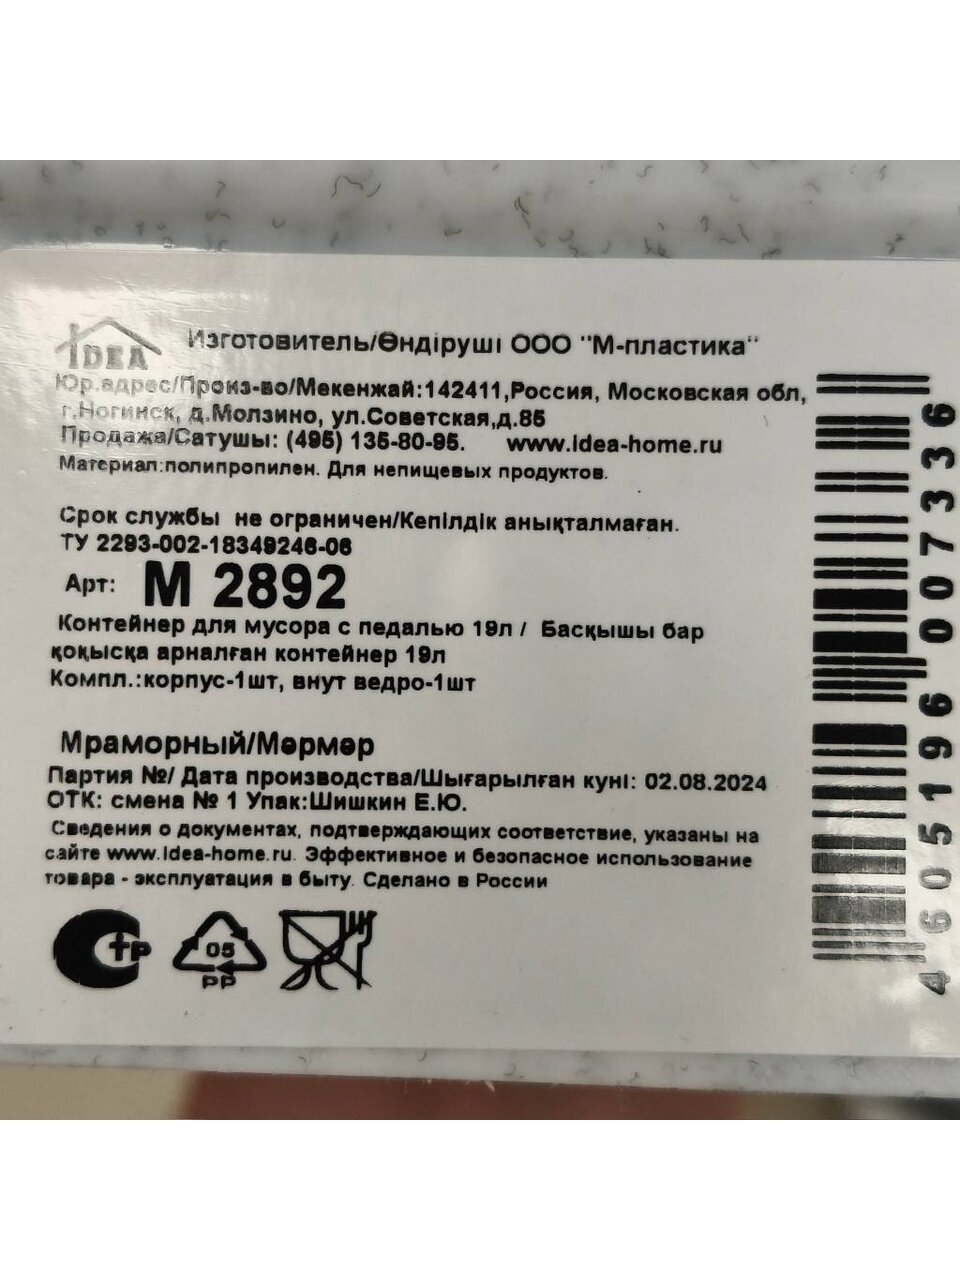 IDEA
Изготовитель/Өндіруші ООО "М-пластика"
Юр.адрес/Произ-во/Мекенжай:142411,Россия, Московская обл,
г.Ногинск, д.Молзино, ул.Советская,д.85
Продажа/Сатушы: (495) 135-80-95. www.idea-home.ru
Материал:полипропилен. Для непищевых продуктов.
Срок службы не ограничен/Кепілдік анықталмаған.
ТУ 2293-002-18349246-06
Арт: М 2892
Контейнер для мусора с педалью 19л / Басқышы бар
қоқысқа арналған контейнер 19л
Компл.:корпус-1шт, внут ведро-1шт
Мраморный/Мәрмәр
Партия №/ Дата производства/Шығарылған күні: 02.08.2024
ОТК: смена № 1 Упак:Шишкин Е.Ю.
Сведения о документах, подтверждающих соответствие, указаны на
сайте www.idea-home.ru. Эффективное и безопасное использование
товара - эксплуатация в быту. Сделано в России
СТР
05
PP
4 605196 007336